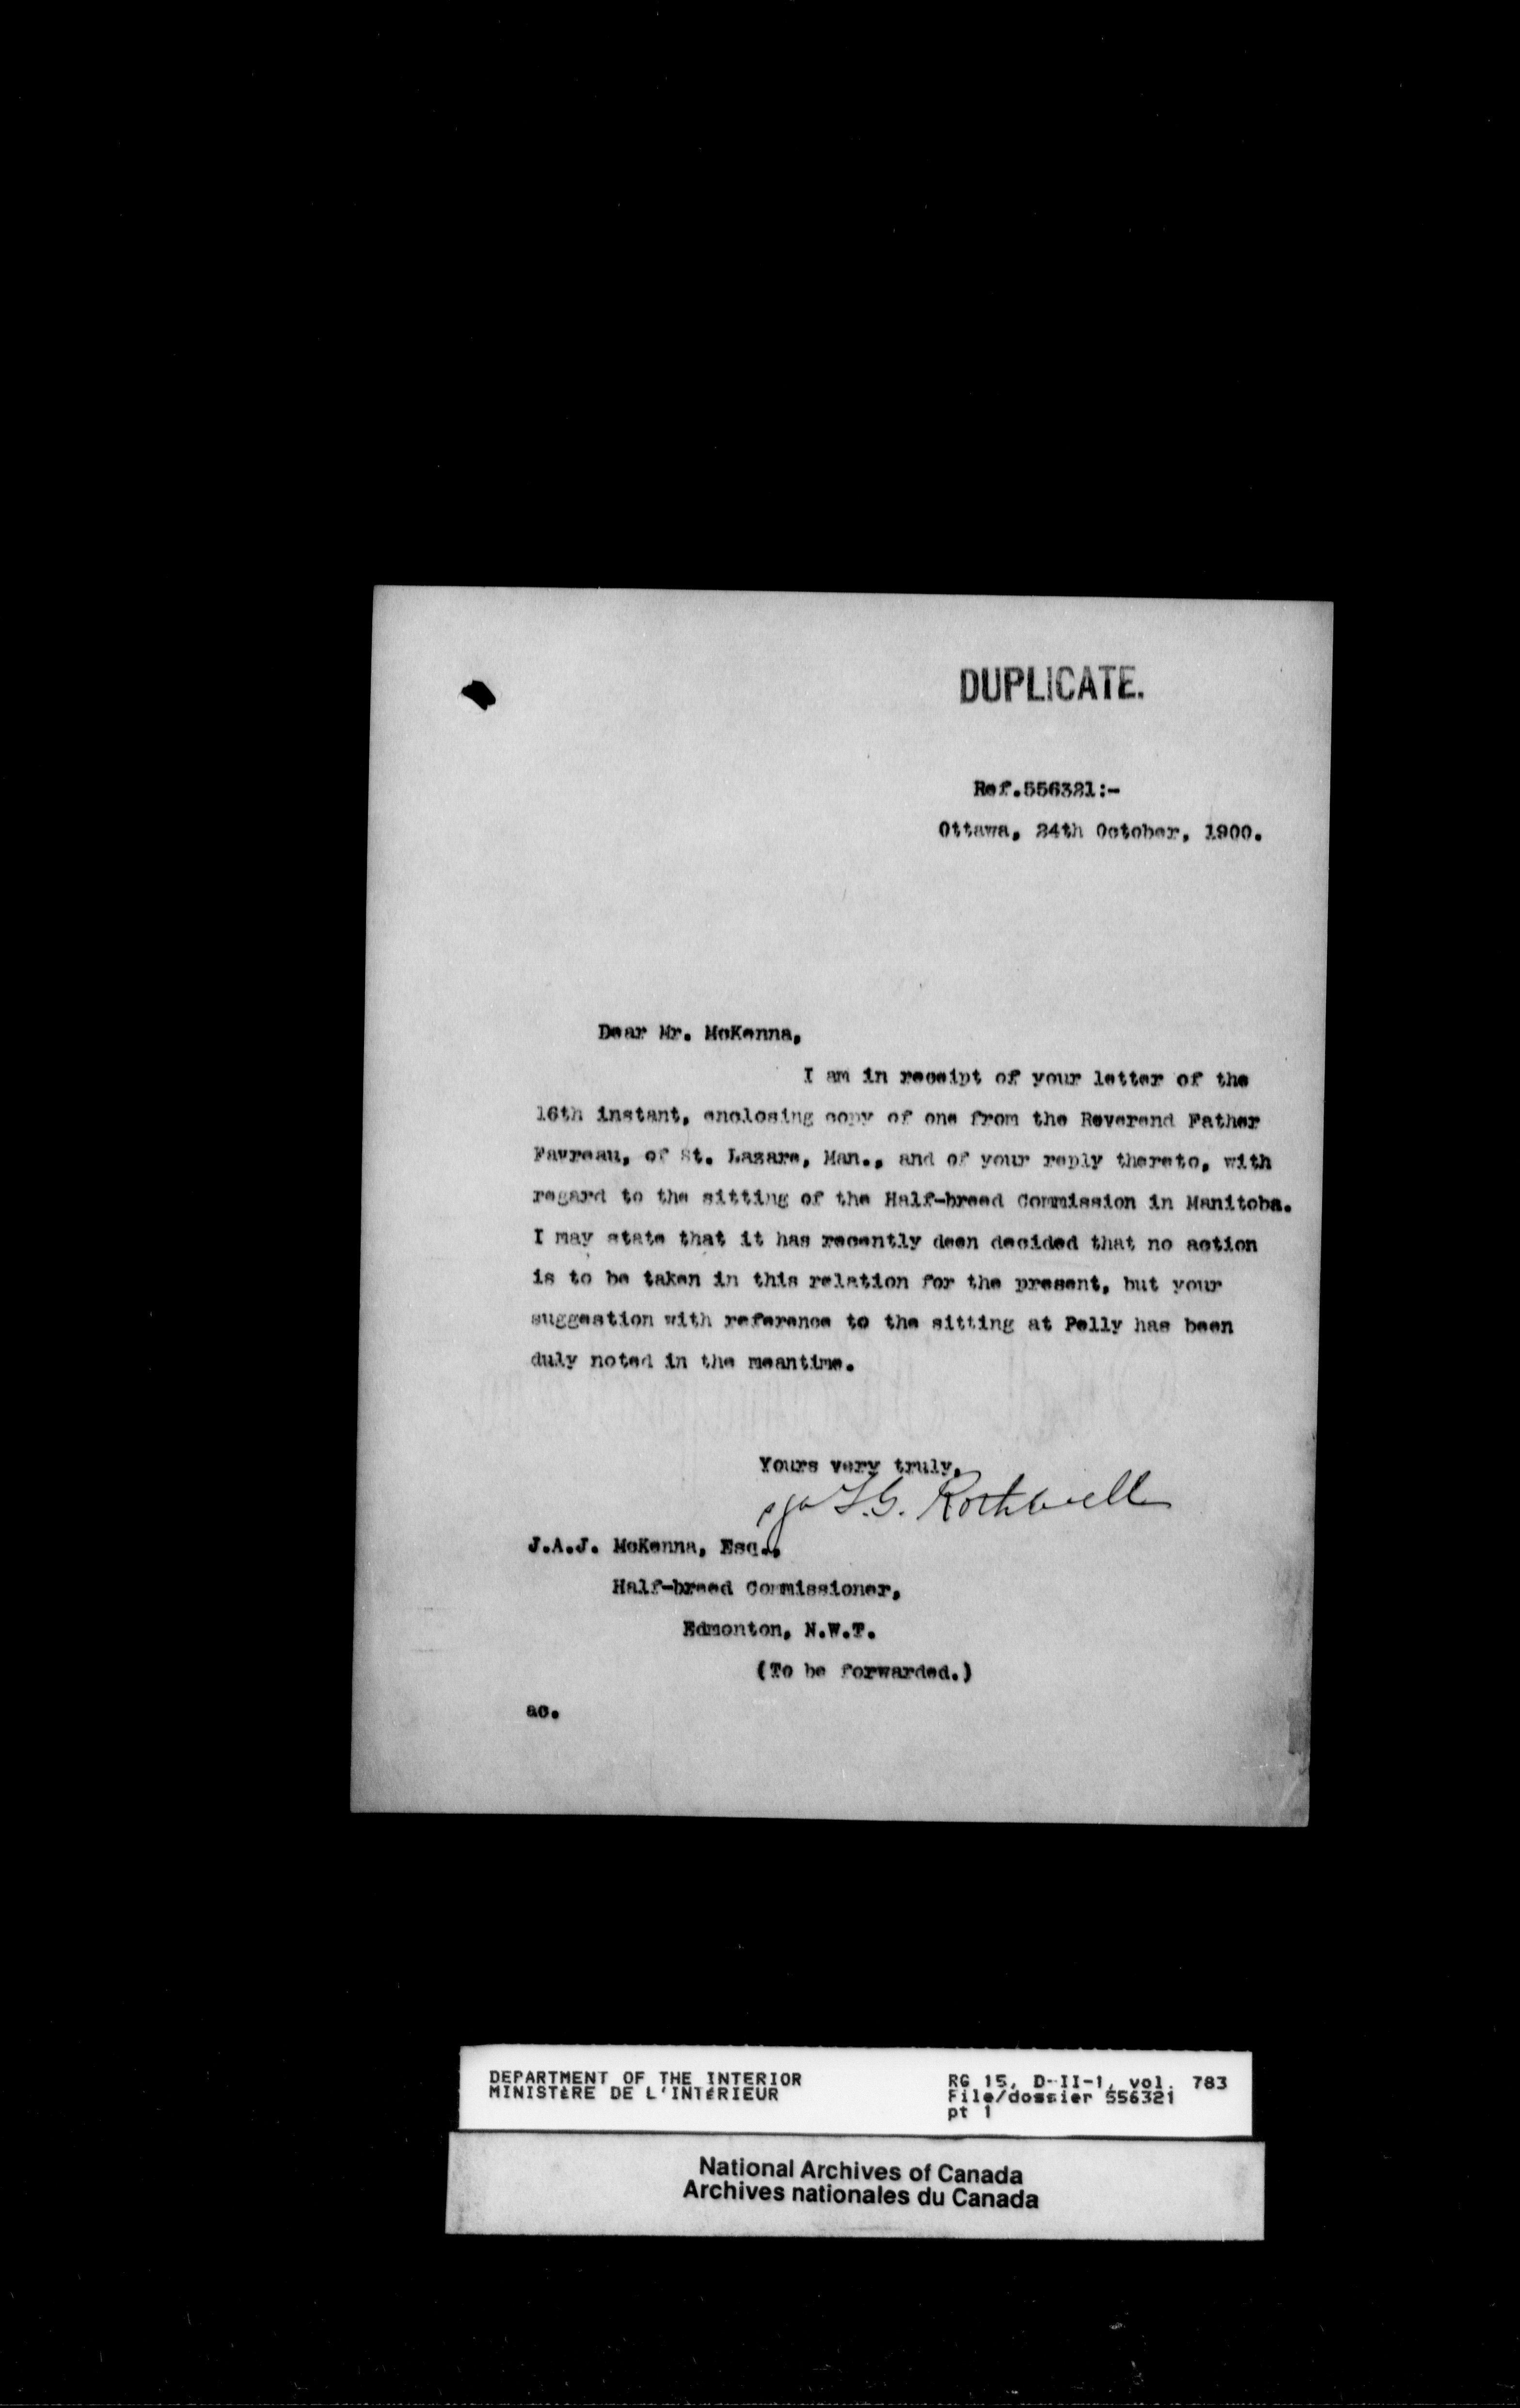 DUPLICATE.
Ref.556321:-
Ottawa, 24th October, 1900.
Dear Mr. McKenna,
I am in receipt of your letter of the
16th instant, enclosing copy of one from the Reverend Father
Favreau, of St. Lazare, Man., and of your reply thereto, with
regard to the sitting of the Half-breed Commission in Manitoba.
I may state that it has recently deen decided that no action
is to be taken in this relation for the present, but your
suggestion with reference to the sitting at Pelly has been
duly noted in the meantime.
Yours very truly,
T.G. Rothwell
J.A.J. McKenna, Esq.,
Half-breed Commissioner,
Edmonton, N.W.T.
(To be forwarded.)
ac.
DEPARTMENT OF THE INTERIOR
MINISTÈRE DE L'INTÉRIEUR
RG 15, D-II-1, vol. 783
File/dossier 556321
pt 1
National Archives of Canada
Archives nationales du Canada